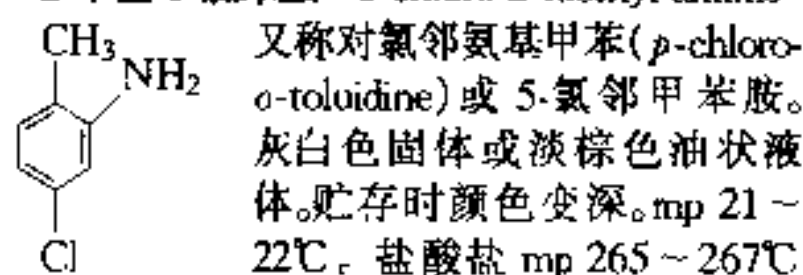 CH₃
NH₂
Cl
又称对氯邻氨基甲苯(p-chloro-
o-toluidine)或 5-氯邻甲苯胺。
灰白色固体或淡棕色油状液
体。贮存时颜色变深。mp 21～
22℃。盐酸盐 mp 265～267℃